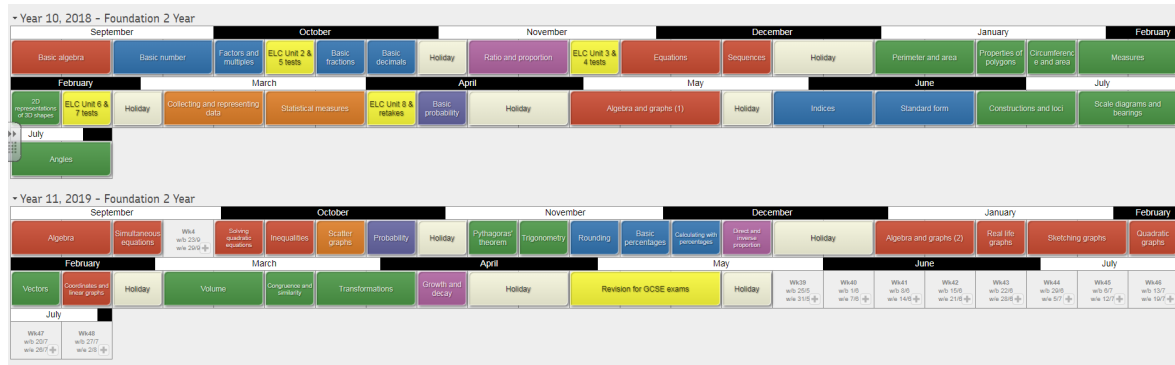 Year 10, 2018 - Foundation 2 Year
September October November December January February
Basic algebra
Basic number
Factors and
multiples
ELC Unit 2 &
5 tests
Basic
fractions
Basic
decimals
Holiday
Ratio and proportion
ELC Unit 3 &
4 tests
Equations
Sequences
Holiday
Perimeter and area
Properties of
polygons
Circumferenc
e and area
Measures
February March April May June July
2D
representations
of 3D shapes
ELC Unit 6 &
7 tests
Holiday
Collecting and representing
data
Statistical measures
ELC Unit 8 &
retakes
Basic
probability
Holiday
Algebra and graphs (1)
Holiday
Indices
Standard form
Constructions and loci
Scale diagrams and
bearings
July
Angles
Year 11, 2019 - Foundation 2 Year
September October November December January February
Algebra
Simultaneous
equations
Wk4
w/b 23/9
w/e 29/9
Solving
quadratic
equations
Inequalities
Scatter
graphs
Probability
Holiday
Pythagoras'
theorem
Trigonometry
Rounding
Basic
percentages
Calculating with
percentages
Direct and
inverse
proportion
Holiday
Algebra and graphs (2)
Real life
graphs
Sketching graphs
Quadratic
graphs
February March April May June July
Vectors
Coordinates and
linear graphs
Holiday
Volume
Congruence and
similarity
Transformations
Growth and
decay
Holiday
Revision for GCSE exams
Holiday
Wk39
w/b 25/5
w/e 31/5
Wk40
w/b 1/6
w/e 7/6
Wk41
w/b 8/6
w/e 14/6
Wk42
w/b 15/6
w/e 21/6
Wk43
w/b 22/6
w/e 28/6
Wk44
w/b 29/6
w/e 5/7
Wk45
w/b 6/7
w/e 12/7
Wk46
w/b 13/7
w/e 19/7
July
Wk47
w/b 20/7
w/e 26/7
Wk48
w/b 27/7
w/e 2/8